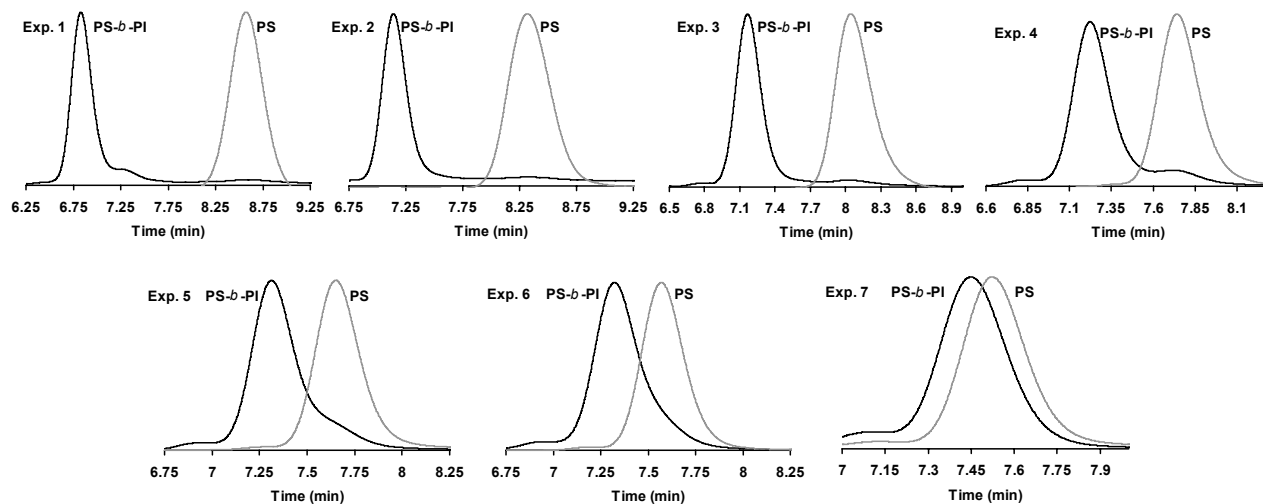 Exp. 1 PS-b-PI PS
6.25 6.75 7.25 7.75 8.25 8.75 9.25
Time (min)
Exp. 2 PS-b-PI PS
6.75 7.25 7.75 8.25 8.75 9.25
Time (min)
Exp. 3 PS-b-PI PS
6.5 6.8 7.1 7.4 7.7 8 8.3 8.6 8.9
Time (min)
Exp. 4 PS-b-PI PS
6.6 6.85 7.1 7.35 7.6 7.85 8.1
Time (min)
Exp. 5 PS-b-PI PS
6.75 7 7.25 7.5 7.75 8 8.25
Time (min)
Exp. 6 PS-b-PI PS
6.75 7 7.25 7.5 7.75 8 8.25
Time (min)
Exp. 7 PS-b-PI PS
7 7.15 7.3 7.45 7.6 7.75 7.9
Time (min)